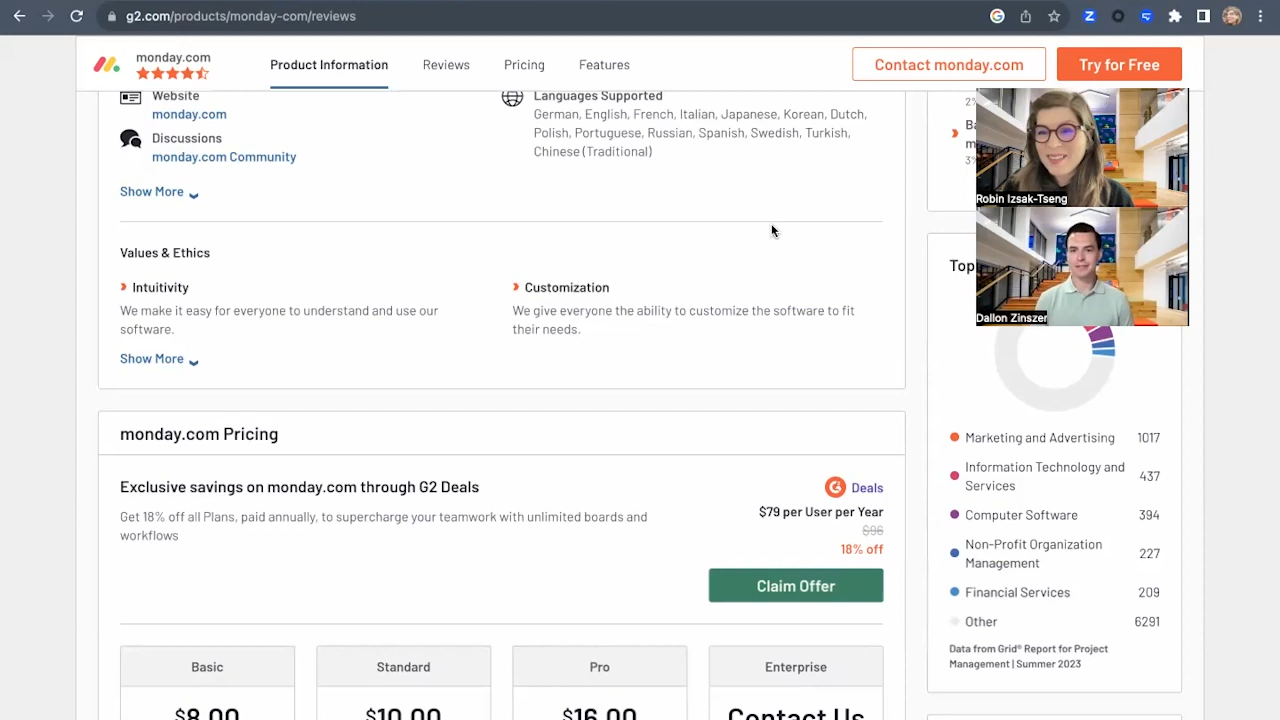 g2.com/products/monday-com/reviews
monday.com
Product Information
Reviews
Pricing
Features
Contact monday.com
Try for Free
Website
monday.com
Discussions
monday.com Community
Show More
Languages Supported
German, English, French, Italian, Japanese, Korean, Dutch,
Polish, Portuguese, Russian, Spanish, Swedish, Turkish,
Chinese (Traditional)
Values & Ethics
Intuitivity
We make it easy for everyone to understand and use our
software.
Show More
Customization
We give everyone the ability to customize the software to fit
their needs.
monday.com Pricing
Exclusive savings on monday.com through G2 Deals
Get 18% off all Plans, paid annually, to supercharge your teamwork with unlimited boards and
workflows
Deals
$79 per User per Year
$96
18% off
Claim Offer
Basic
$8.00
Standard
$10.00
Pro
$16.00
Enterprise
Contact Us
Robin Izsak-Tseng
Dallon Zinszer
Top
Marketing and Advertising 1017
Information Technology and
Services 437
Computer Software 394
Non-Profit Organization
Management 227
Financial Services 209
Other 6291
Data from Grid® Report for Project
Management | Summer 2023